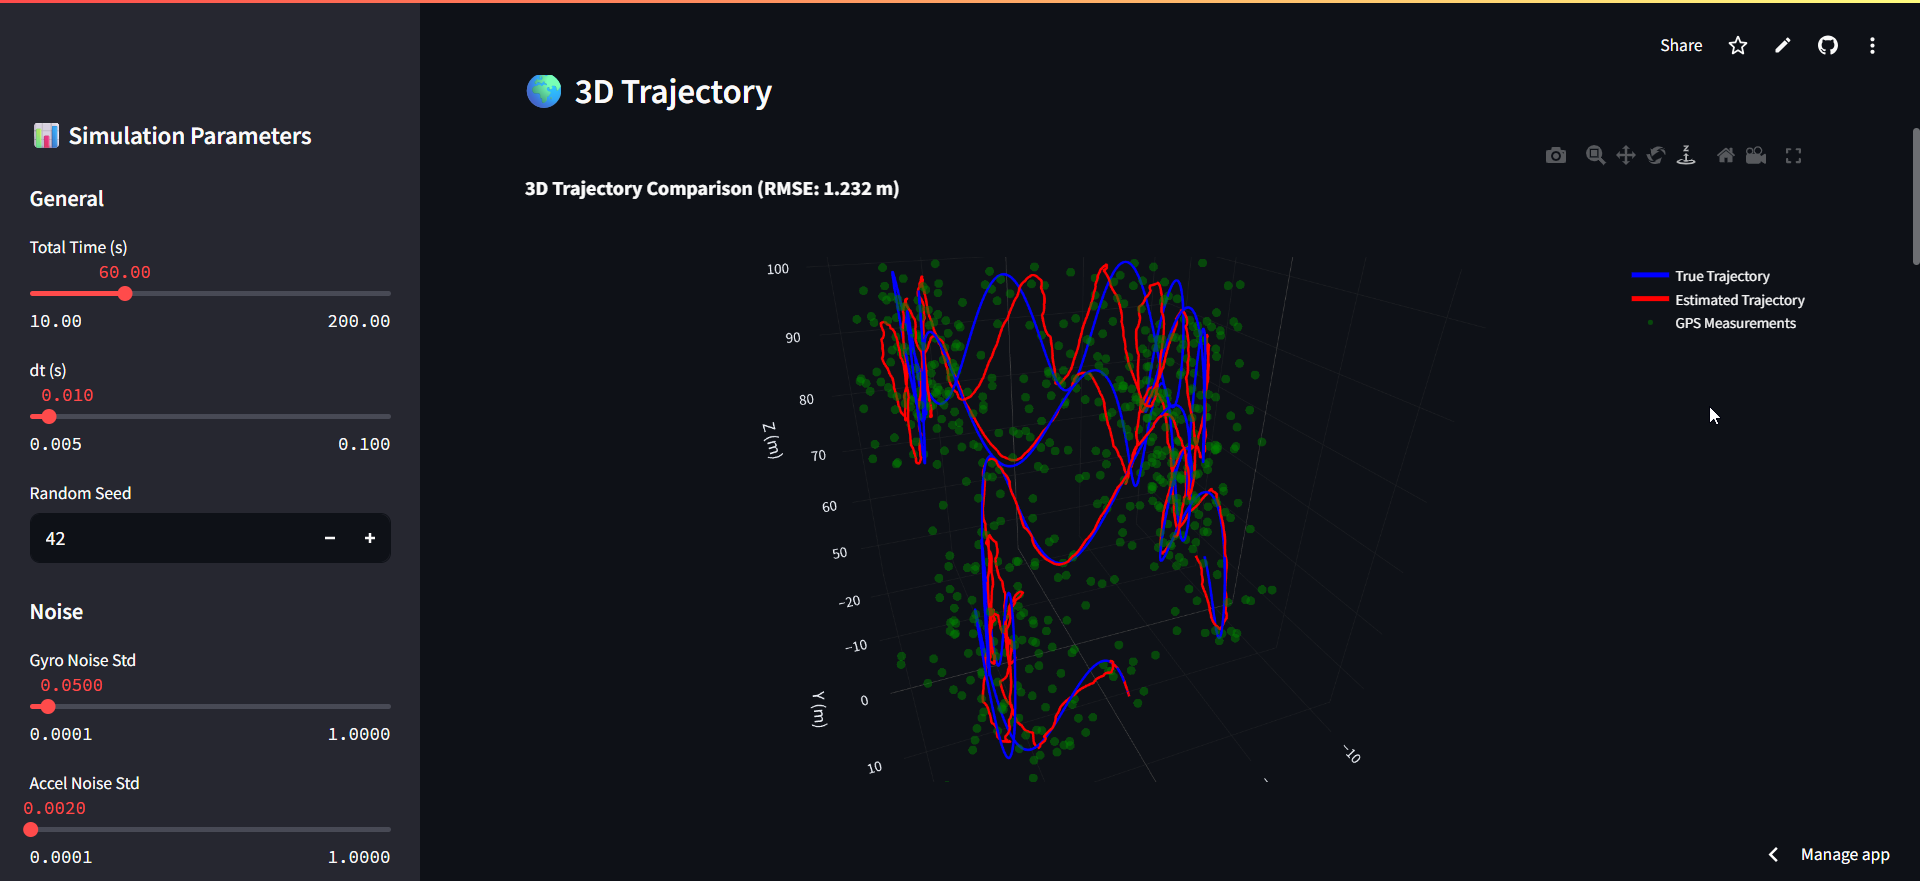 Share
Simulation Parameters
General
Total Time (s)
60.00
10.00 200.00
dt (s)
0.010
0.005 0.100
Random Seed
42 − +
Noise
Gyro Noise Std
0.0500
0.0001 1.0000
Accel Noise Std
0.0020
0.0001 1.0000
3D Trajectory
3D Trajectory Comparison (RMSE: 1.232 m)
Z
True Trajectory
Estimated Trajectory
GPS Measurements
100
90
80
Z (m)
70
60
50
−20
−10
0
Y (m)
10
−10
Manage app